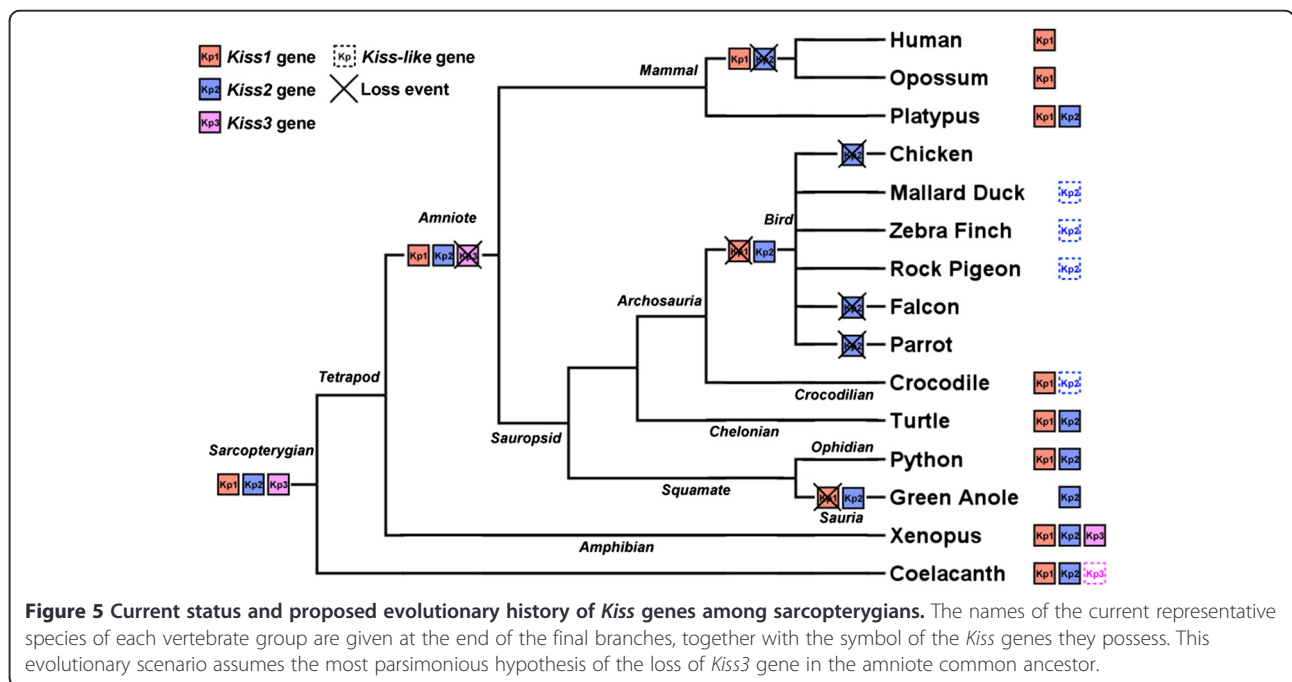 Kp1 Kiss1 gene Kp Kiss-like gene
Kp2 Kiss2 gene Loss event
Kp3 Kiss3 gene
Mammal
Kp1 Kp2
Human Kp1
Opossum Kp1
Platypus Kp1 Kp2
Kp2 Chicken
Mallard Duck Kp2
Amniote
Bird
Zebra Finch Kp2
Kp1 Kp2 Kp3
Kp1 Kp2
Rock Pigeon Kp2
Archosauria
Kp2 Falcon
Kp2 Parrot
Tetrapod
Crocodile Kp1 Kp2
Crocodilian
Turtle Kp1 Kp2
Sauropsid
Chelonian
Ophidian
Sarcopterygian
Python Kp1 Kp2
Kp1 Kp2 Kp3
Squamate
Kp1 Kp2 Green Anole Kp2
Sauria
Xenopus Kp1 Kp2 Kp3
Amphibian
Coelacanth Kp1 Kp2 Kp3
Figure 5 Current status and proposed evolutionary history of Kiss genes among sarcopterygians. The names of the current representative
species of each vertebrate group are given at the end of the final branches, together with the symbol of the Kiss genes they possess. This
evolutionary scenario assumes the most parsimonious hypothesis of the loss of Kiss3 gene in the amniote common ancestor.